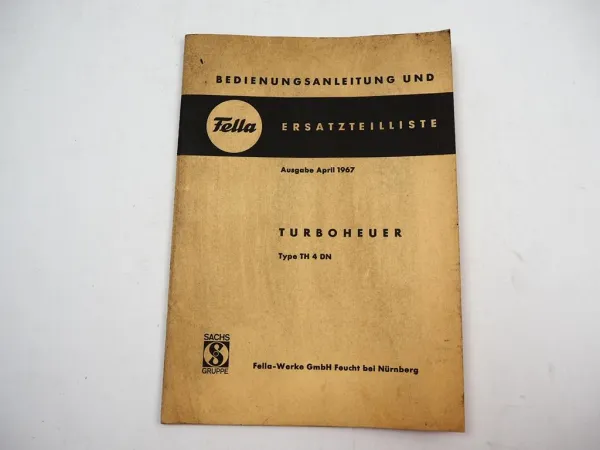 BEDIENUNGSANLEITUNG UND
Fella
ERSATZTEILLISTE
Ausgabe April 1967
TURBOHEUER
Type TH 4 DN
SACHS
GRUPPE
Fella-Werke GmbH Feucht bei Nürnberg